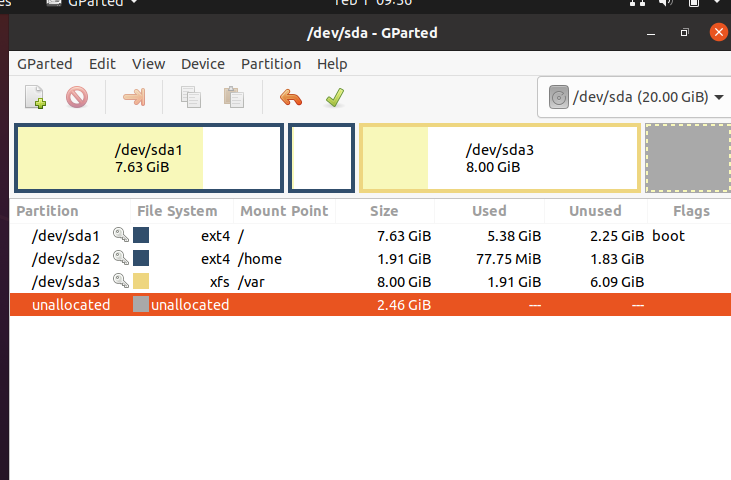 GParted
/dev/sda - GParted
GParted Edit View Device Partition Help
/dev/sda (20.00 GiB)
/dev/sda1
7.63 GiB
/dev/sda3
8.00 GiB
Partition File System Mount Point Size Used Unused Flags
/dev/sda1 ext4 / 7.63 GiB 5.38 GiB 2.25 GiB boot
/dev/sda2 ext4 /home 1.91 GiB 77.75 MiB 1.83 GiB
/dev/sda3 xfs /var 8.00 GiB 1.91 GiB 6.09 GiB
unallocated unallocated 2.46 GiB --- ---